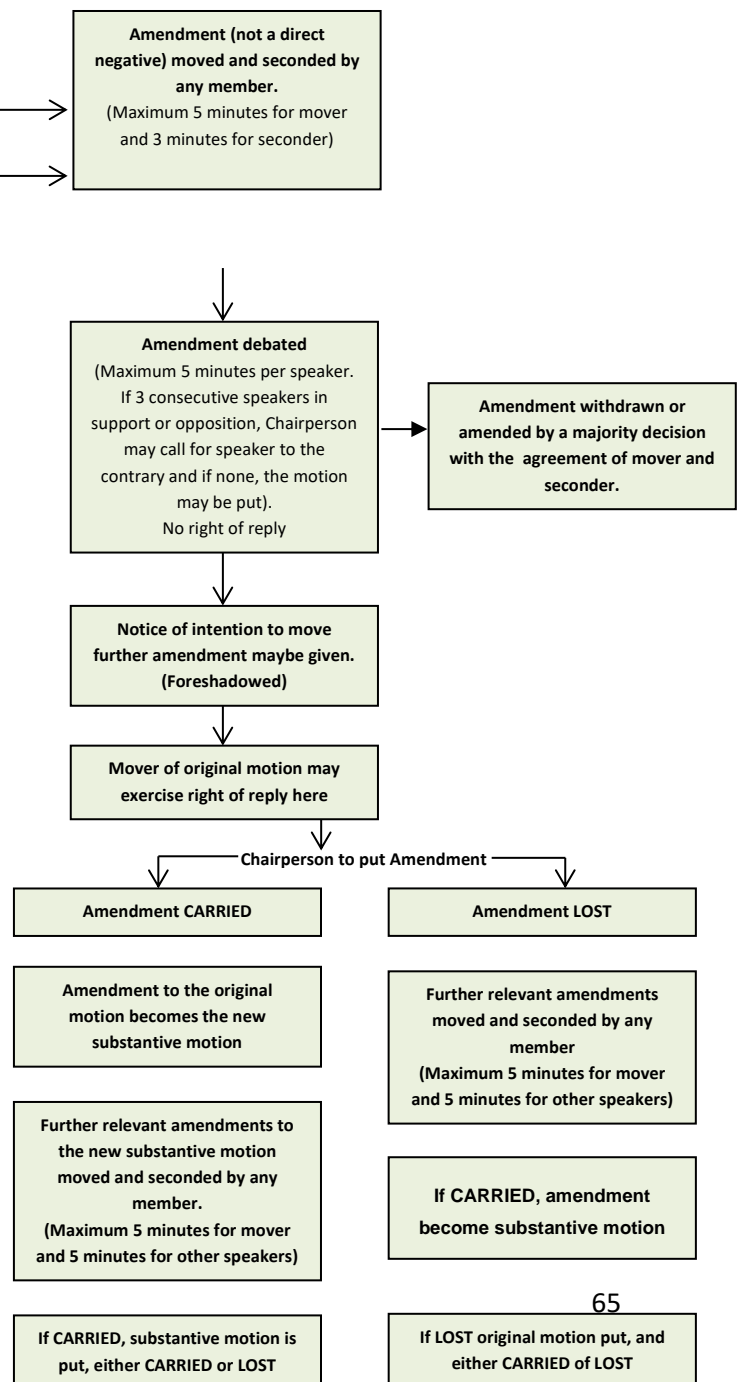 Amendment (not a direct
negative) moved and seconded by
any member.
(Maximum 5 minutes for mover
and 3 minutes for seconder)
Amendment debated
(Maximum 5 minutes per speaker.
If 3 consecutive speakers in
support or opposition, Chairperson
may call for speaker to the
contrary and if none, the motion
may be put).
No right of reply
Amendment withdrawn or
amended by a majority decision
with the agreement of mover and
seconder.
Notice of intention to move
further amendment maybe given.
(Foreshadowed)
Mover of original motion may
exercise right of reply here
Chairperson to put Amendment
Amendment CARRIED
Amendment to the original
motion becomes the new
substantive motion
Further relevant amendments to
the new substantive motion
moved and seconded by any
member.
(Maximum 5 minutes for mover
and 5 minutes for other speakers)
If CARRIED, substantive motion is
put, either CARRIED or LOST
Amendment LOST
Further relevant amendments
moved and seconded by any
member
(Maximum 5 minutes for mover
and 5 minutes for other speakers)
If CARRIED, amendment
become substantive motion
65
If LOST original motion put, and
either CARRIED of LOST